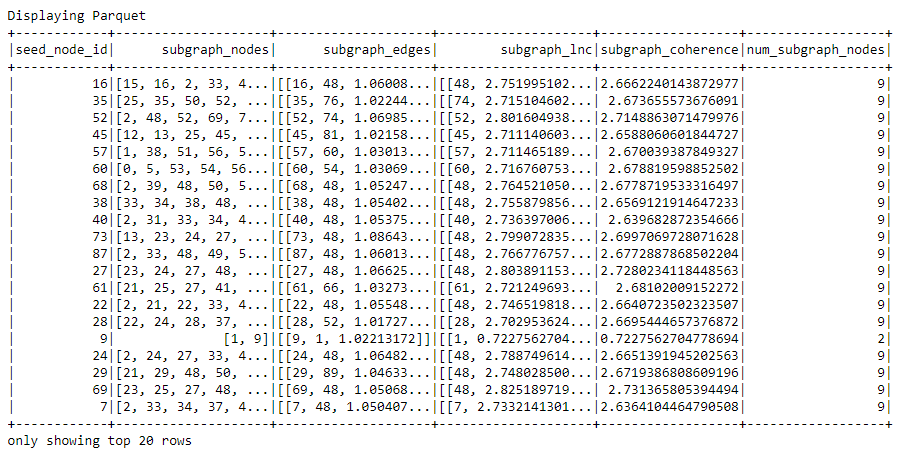 Displaying Parquet
+------------+--------------------+--------------------+--------------------+------------------+------------------+
|seed_node_id|      subgraph_nodes|      subgraph_edges|        subgraph_lnc|subgraph_coherence|num_subgraph_nodes|
+------------+--------------------+--------------------+--------------------+------------------+------------------+
|          16|[15, 16, 2, 33, 4...|[[16, 48, 1.06008...|[[48, 2.751995102...|2.6662240143872977|                 9|
|          35|[25, 35, 50, 52, ...|[[35, 76, 1.02244...|[[74, 2.715104602...| 2.673655573676091|                 9|
|          52|[2, 48, 52, 69, 7...|[[52, 74, 1.06985...|[[52, 2.801604938...|2.7148863071479976|                 9|
|          45|[12, 13, 25, 45, ...|[[45, 81, 1.02158...|[[45, 2.711140603...|2.6588060601844727|                 9|
|          57|[1, 38, 51, 56, 5...|[[57, 60, 1.03013...|[[57, 2.711465189...| 2.670039387849327|                 9|
|          60|[0, 5, 53, 54, 56...|[[60, 54, 1.03069...|[[60, 2.716760753...| 2.678819598852502|                 9|
|          68|[2, 39, 48, 50, 5...|[[68, 48, 1.05247...|[[48, 2.764521050...|2.6778719533316497|                 9|
|          38|[33, 34, 38, 48, ...|[[38, 48, 1.05402...|[[48, 2.755879856...|2.6569121914647233|                 9|
|          40|[2, 31, 33, 34, 4...|[[40, 48, 1.05375...|[[40, 2.736397006...| 2.639682872354666|                 9|
|          73|[13, 23, 24, 27, ...|[[73, 48, 1.08643...|[[48, 2.799072835...|2.6997069728071628|                 9|
|          87|[2, 33, 48, 49, 5...|[[87, 48, 1.06013...|[[48, 2.766776757...|2.6772887868502204|                 9|
|          27|[23, 24, 27, 48, ...|[[27, 48, 1.06625...|[[48, 2.803891153...|2.7280234118448563|                 9|
|          61|[21, 25, 27, 41, ...|[[61, 66, 1.03273...|[[61, 2.721249693...|  2.68102009152272|                 9|
|          22|[2, 21, 22, 33, 4...|[[22, 48, 1.05548...|[[48, 2.746519818...|2.6640723502323507|                 9|
|          28|[22, 24, 28, 37, ...|[[28, 52, 1.01727...|[[28, 2.702953624...|2.6695444657376872|                 9|
|           9|              [1, 9]|[[9, 1, 1.02213172]]|[[1, 0.7227562704...|0.7227562704778694|                 2|
|          24|[2, 24, 27, 33, 4...|[[24, 48, 1.06482...|[[48, 2.788749614...|2.6651391945202563|                 9|
|          29|[21, 29, 48, 50, ...|[[29, 89, 1.04633...|[[48, 2.748028500...|2.6719386808609196|                 9|
|          69|[23, 25, 27, 48, ...|[[69, 48, 1.05068...|[[48, 2.825189719...| 2.731365805394494|                 9|
|           7|[2, 33, 34, 37, 4...|[[7, 48, 1.050407...|[[7, 2.7332141301...|2.6364104464790508|                 9|
+------------+--------------------+--------------------+--------------------+------------------+------------------+
only showing top 20 rows